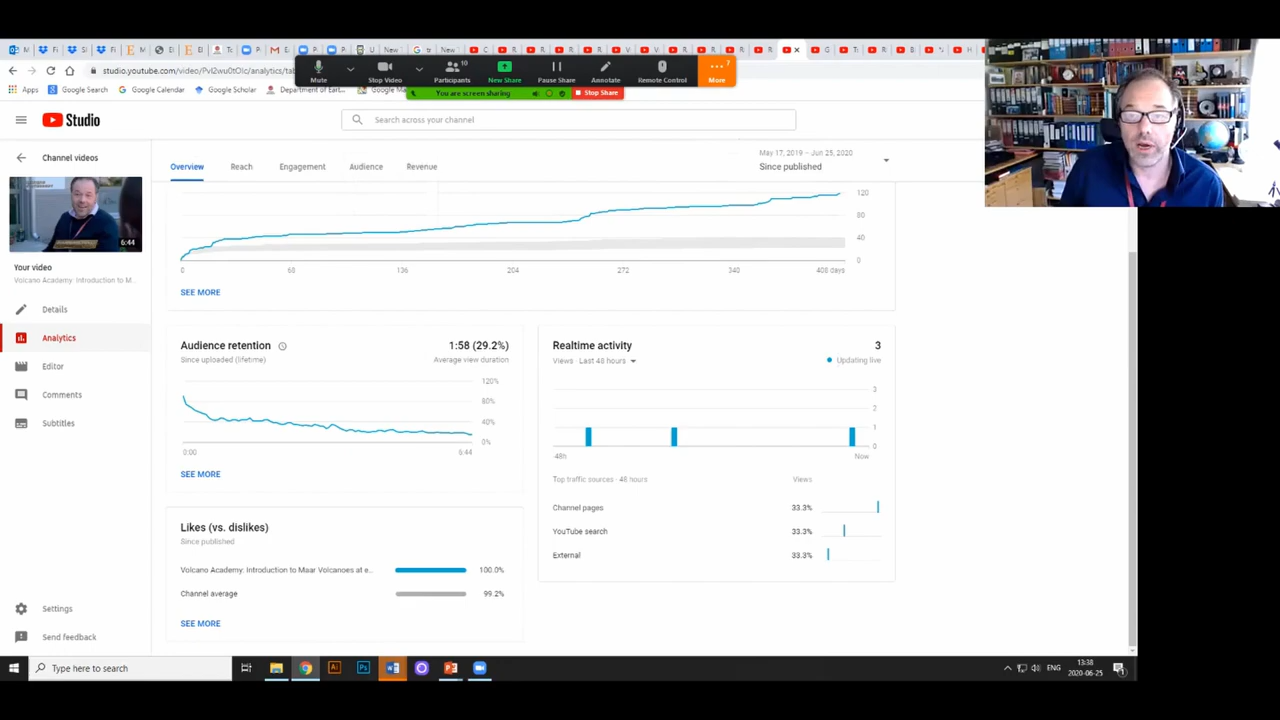 10
7
Mute
Stop Video
Participants
New Share
Pause Share
Annotate
Remote Control
More
studio.youtube.com/video/
You are screen sharing
Stop Share
Apps
Google Search
Google Calendar
Google Scholar
Department of Eart...
Studio
Search across your channel
Channel videos
Overview
Reach
Engagement
Audience
Revenue
May 17, 2019 – Jun 25, 2020
Since published
6:44
120
80
40
0
0
68
136
204
272
340
408 days
SEE MORE
Your video
Volcano Academy: Introduction to M...
Details
Analytics
Editor
Comments
Subtitles
Settings
Send feedback
Audience retention
1:58 (29.2%)
Since uploaded (lifetime)
Average view duration
120%
80%
40%
0%
0:00
6:44
SEE MORE
Likes (vs. dislikes)
Since published
Volcano Academy: Introduction to Maar Volcanoes at e...
100.0%
Channel average
99.2%
SEE MORE
Realtime activity
3
Views · Last 48 hours
Updating live
3
2
1
0
-48h
Now
Top traffic sources · 48 hours
Views
Channel pages
33.3%
YouTube search
33.3%
External
33.3%
Type here to search
ENG
13:38
2020-06-25